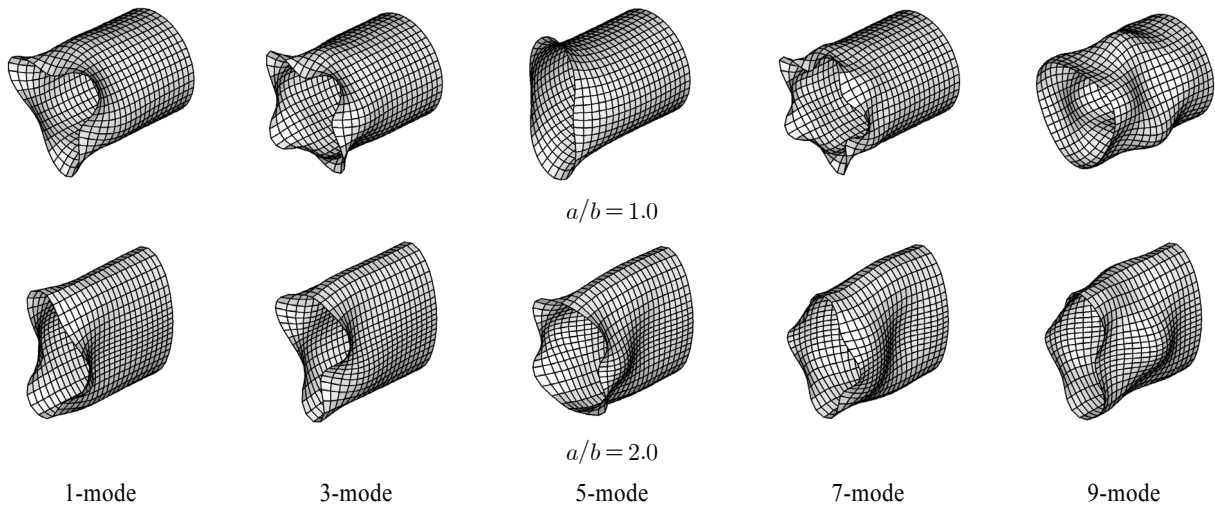 a/b = 1.0
a/b = 2.0
1-mode 3-mode 5-mode 7-mode 9-mode